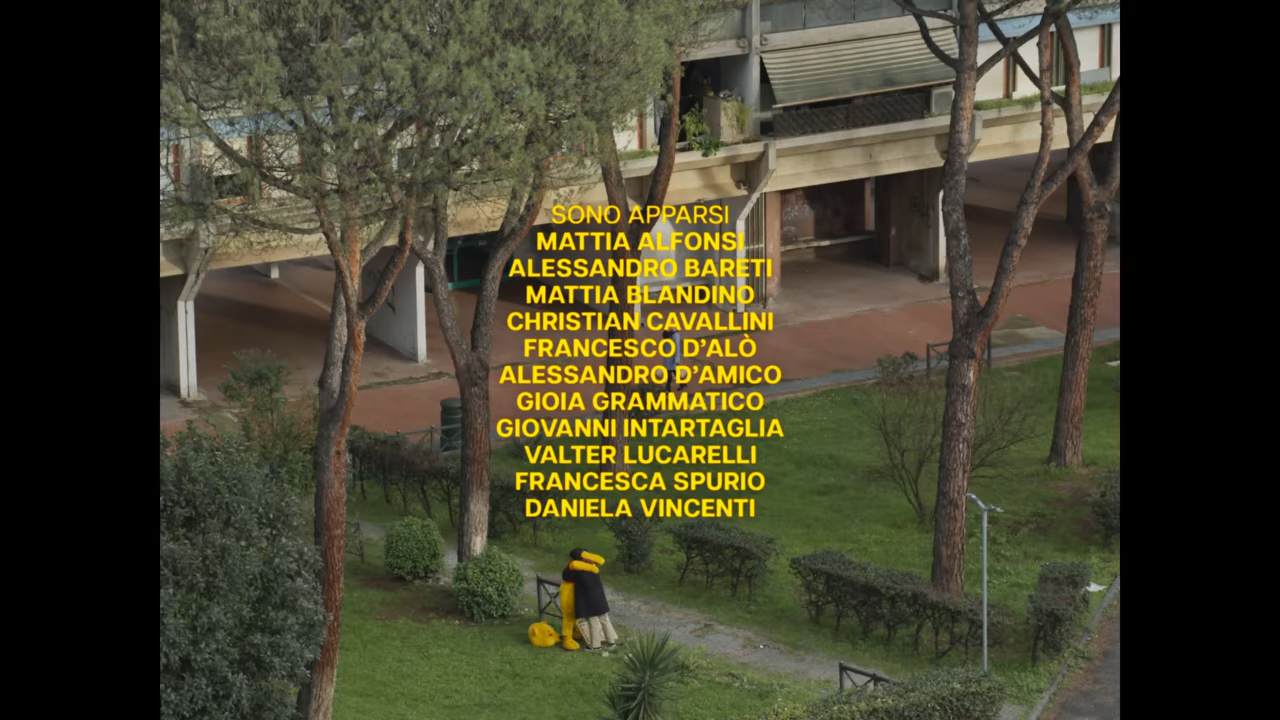 SONO APPARSI
MATTIA ALFONSI
ALESSANDRO BARETI
MATTIA BLANDINO
CHRISTIAN CAVALLINI
FRANCESCO D’ALÒ
ALESSANDRO D’AMICO
GIOIA GRAMMATICO
GIOVANNI INTARTAGLIA
VALTER LUCARELLI
FRANCESCA SPURIO
DANIELA VINCENTI